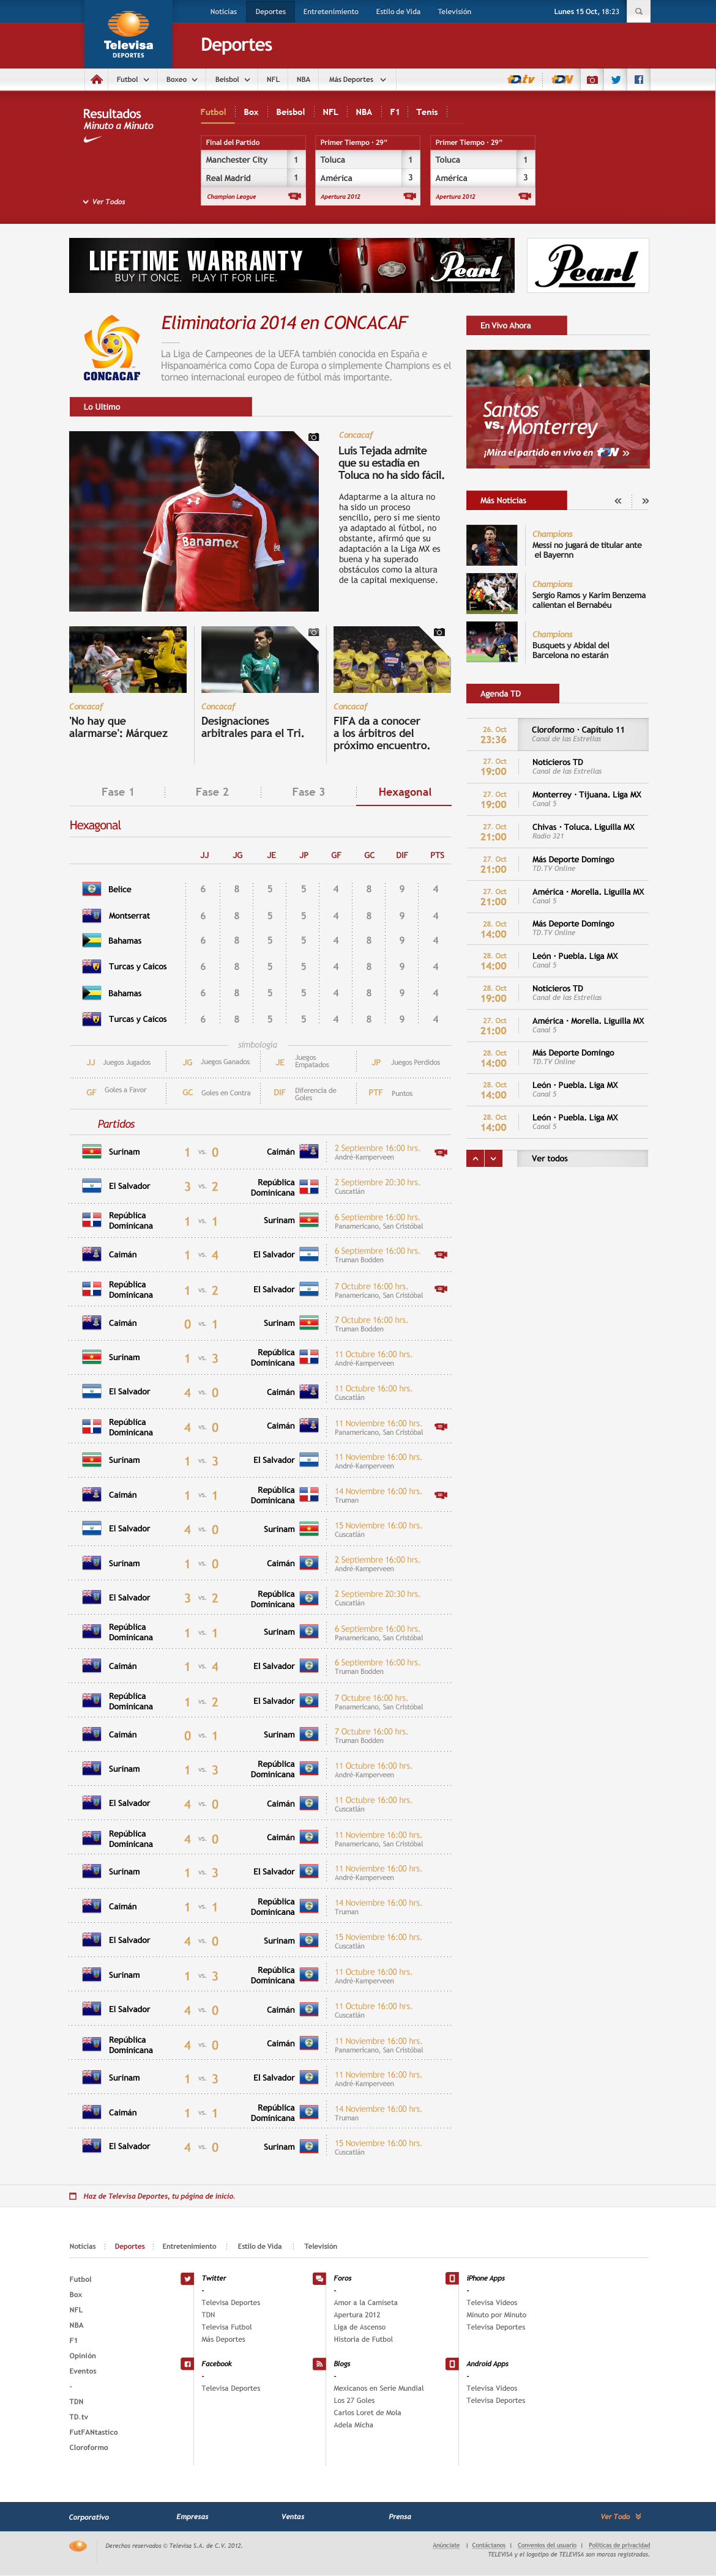 Noticias Deportes Entretenimiento Estilo de Vida Televisión Lunes 15 Oct, 18:23
Televisa
DEPORTES
Deportes
Futbol Boxeo Beisbol NFL NBA Más Deportes TD.tv TDN
Resultados
Minuto a Minuto
Ver Todos
Futbol Box Beisbol NFL NBA F1 Tenis
Final del Partido
Manchester City 1
Real Madrid 1
Champion League
Primer Tiempo · 29"
Toluca 1
América 3
Apertura 2012
Primer Tiempo · 29"
Toluca 1
América 3
Apertura 2012
LIFETIME WARRANTY
BUY IT ONCE. PLAY IT FOR LIFE.
Pearl
Pearl
CONCACAF
Eliminatoria 2014 en CONCACAF
La Liga de Campeones de la UEFA también conocida en España e
Hispanoamérica como Copa de Europa o simplemente Champions es el
torneo internacional europeo de fútbol más importante.
Lo Ultimo
Banamex
Concacaf
Luis Tejada admite
que su estadía en
Toluca no ha sido fácil.
Adaptarme a la altura no
ha sido un proceso
sencillo, pero sí me siento
ya adaptado al fútbol, no
obstante, afirmó que su
adaptación a la Liga MX es
buena y ha superado
obstáculos como la altura
de la capital mexiquense.
Concacaf
'No hay que
alarmarse': Márquez
Concacaf
Designaciones
arbitrales para el Tri.
Concacaf
FIFA da a conocer
a los árbitros del
próximo encuentro.
Fase 1 Fase 2 Fase 3 Hexagonal
Hexagonal
JJ JG JE JP GF GC DIF PTS
Belice 6 8 5 5 4 8 9 4
Montserrat 6 8 5 5 4 8 9 4
Bahamas 6 8 5 5 4 8 9 4
Turcas y Caicos 6 8 5 5 4 8 9 4
Bahamas 6 8 5 5 4 8 9 4
Turcas y Caicos 6 8 5 5 4 8 9 4
simbología
JJ Juegos Jugados JG Juegos Ganados JE Juegos Empatados JP Juegos Perdidos
GF Goles a Favor GC Goles en Contra DIF Diferencía de Goles PTF Puntos
Partidos
Surinam 1 vs. 0 Caimán 2 Septiembre 16:00 hrs.
André-Kamperveen
El Salvador 3 vs. 2 República Dominicana 2 Septiembre 20:30 hrs.
Cuscatlán
República Dominicana 1 vs. 1 Surinam 6 Septiembre 16:00 hrs.
Panamericano, San Cristóbal
Caimán 1 vs. 4 El Salvador 6 Septiembre 16:00 hrs.
Truman Bodden
República Dominicana 1 vs. 2 El Salvador 7 Octubre 16:00 hrs.
Panamericano, San Cristóbal
Caimán 0 vs. 1 Surinam 7 Octubre 16:00 hrs.
Truman Bodden
Surinam 1 vs. 3 República Dominicana 11 Octubre 16:00 hrs.
André-Kamperveen
El Salvador 4 vs. 0 Caimán 11 Octubre 16:00 hrs.
Cuscatlán
República Dominicana 4 vs. 0 Caimán 11 Noviembre 16:00 hrs.
Panamericano, San Cristóbal
Surinam 1 vs. 3 El Salvador 11 Noviembre 16:00 hrs.
André-Kamperveen
Caimán 1 vs. 1 República Dominicana 14 Noviembre 16:00 hrs.
Truman
El Salvador 4 vs. 0 Surinam 15 Noviembre 16:00 hrs.
Cuscatlán
Surinam 1 vs. 0 Caimán 2 Septiembre 16:00 hrs.
André-Kamperveen
El Salvador 3 vs. 2 República Dominicana 2 Septiembre 20:30 hrs.
Cuscatlán
República Dominicana 1 vs. 1 Surinam 6 Septiembre 16:00 hrs.
Panamericano, San Cristóbal
Caimán 1 vs. 4 El Salvador 6 Septiembre 16:00 hrs.
Truman Bodden
República Dominicana 1 vs. 2 El Salvador 7 Octubre 16:00 hrs.
Panamericano, San Cristóbal
Caimán 0 vs. 1 Surinam 7 Octubre 16:00 hrs.
Truman Bodden
Surinam 1 vs. 3 República Dominicana 11 Octubre 16:00 hrs.
André-Kamperveen
El Salvador 4 vs. 0 Caimán 11 Octubre 16:00 hrs.
Cuscatlán
República Dominicana 4 vs. 0 Caimán 11 Noviembre 16:00 hrs.
Panamericano, San Cristóbal
Surinam 1 vs. 3 El Salvador 11 Noviembre 16:00 hrs.
André-Kamperveen
Caimán 1 vs. 1 República Dominicana 14 Noviembre 16:00 hrs.
Truman
El Salvador 4 vs. 0 Surinam 15 Noviembre 16:00 hrs.
Cuscatlán
Surinam 1 vs. 3 República Dominicana 11 Octubre 16:00 hrs.
André-Kamperveen
El Salvador 4 vs. 0 Caimán 11 Octubre 16:00 hrs.
Cuscatlán
República Dominicana 4 vs. 0 Caimán 11 Noviembre 16:00 hrs.
Panamericano, San Cristóbal
Surinam 1 vs. 3 El Salvador 11 Noviembre 16:00 hrs.
André-Kamperveen
Caimán 1 vs. 1 República Dominicana 14 Noviembre 16:00 hrs.
Truman
El Salvador 4 vs. 0 Surinam 15 Noviembre 16:00 hrs.
Cuscatlán
En Vivo Ahora
Santos
vs. Monterrey
¡Mira el partido en vivo en TDN »
Más Noticias « »
Champions
Messi no jugará de titular ante
el Bayernn
Champions
Sergio Ramos y Karim Benzema
calientan el Bernabéu
Champions
Busquets y Abidal del
Barcelona no estarán
Agenda TD
26. Oct Cloroformo · Capítulo 11
23:36 Canal de las Estrellas
27. Oct Noticieros TD
19:00 Canal de las Estrellas
27. Oct Monterrey · Tijuana. Liga MX
19:00 Canal 5
27. Oct Chivas · Toluca. Liguilla MX
21:00 Radio 321
27. Oct Más Deporte Domingo
21:00 TD.TV Online
27. Oct América · Morella. Liguilla MX
21:00 Canal 5
28. Oct Más Deporte Domingo
14:00 TD.TV Online
28. Oct León · Puebla. Liga MX
14:00 Canal 5
28. Oct Noticieros TD
19:00 Canal de las Estrellas
27. Oct América · Morella. Liguilla MX
21:00 Canal 5
28. Oct Más Deporte Domingo
14:00 TD.TV Online
28. Oct León · Puebla. Liga MX
14:00 Canal 5
28. Oct León · Puebla. Liga MX
14:00 Canal 5
Ver todos
Haz de Televisa Deportes, tu página de inicio.
Noticias Deportes Entretenimiento Estilo de Vida Televisión
Futbol
Box
NFL
NBA
F1
Opinión
Eventos
-
TDN
TD.tv
FutFANtastico
Cloroformo
Twitter
-
Televisa Deportes
TDN
Televisa Futbol
Más Deportes
Facebook
-
Televisa Deportes
Foros
-
Amor a la Camiseta
Apertura 2012
Liga de Ascenso
Historia de Futbol
Blogs
-
Mexicanos en Serie Mundial
Los 27 Goles
Carlos Loret de Mola
Adela Micha
iPhone Apps
-
Televisa Videos
Minuto por Minuto
Televisa Deportes
Android Apps
-
Televisa Videos
Televisa Deportes
Corporativo Empresas Ventas Prensa Ver Todo
Derechos reservados © Televisa S.A. de C.V. 2012.
Anúnciate | Contáctanos | Convenios del usuario | Políticas de privacidad
TELEVISA y el logotipo de TELEVISA son marcas registradas.